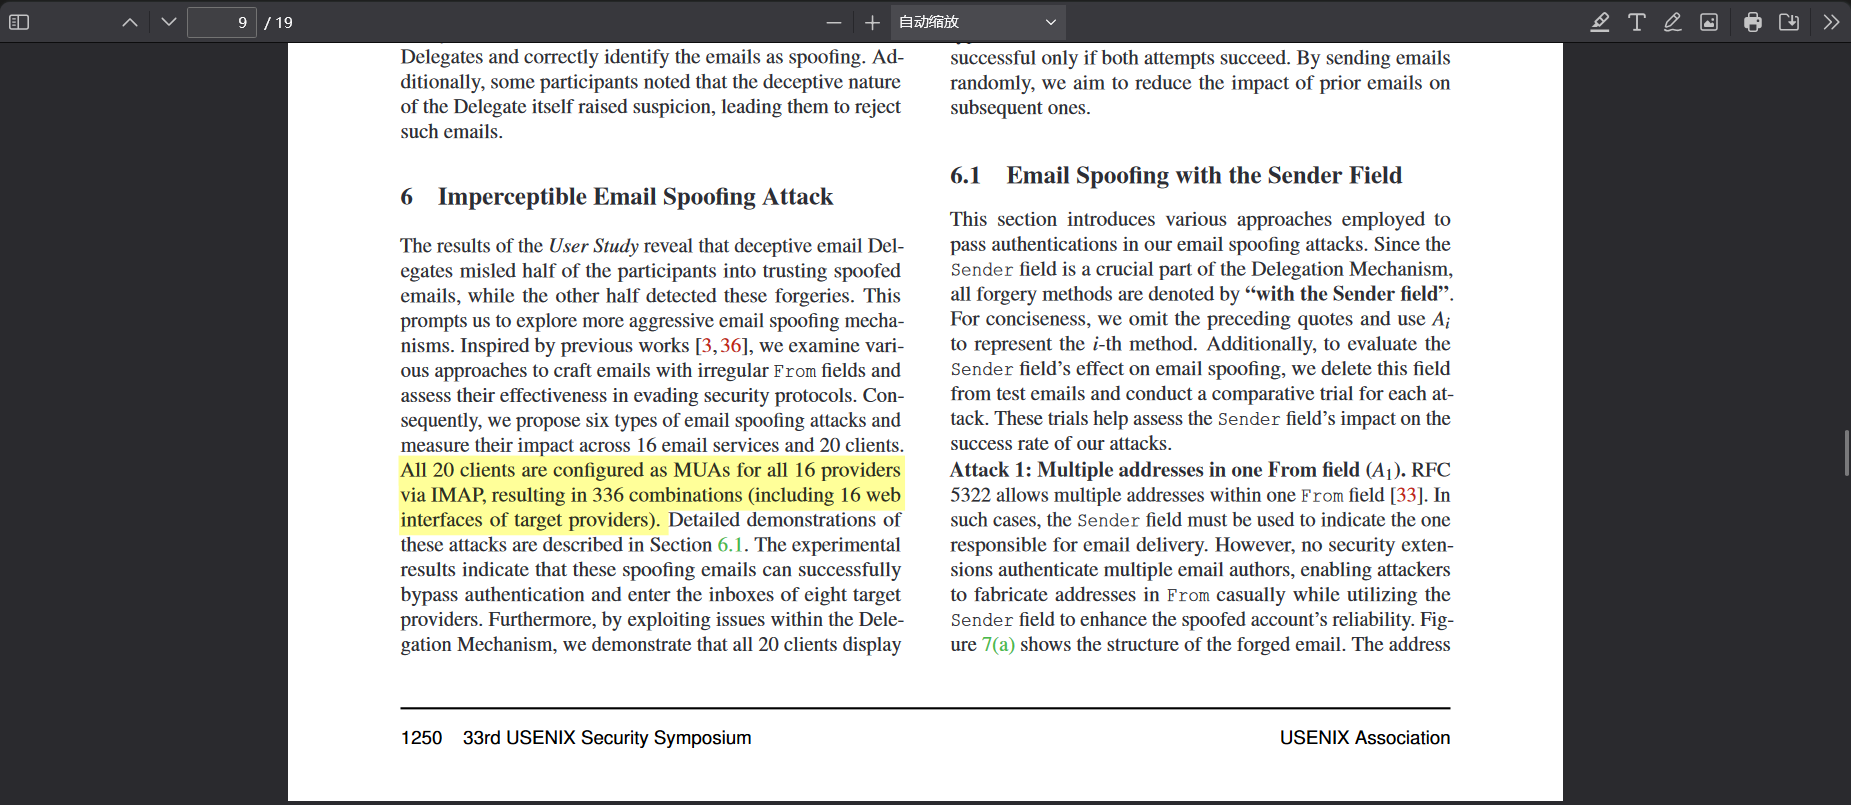 9 / 19
自动缩放
Delegates and correctly identify the emails as spoofing. Ad-
ditionally, some participants noted that the deceptive nature
of the Delegate itself raised suspicion, leading them to reject
such emails.
6 Imperceptible Email Spoofing Attack
The results of the User Study reveal that deceptive email Del-
egates misled half of the participants into trusting spoofed
emails, while the other half detected these forgeries. This
prompts us to explore more aggressive email spoofing mecha-
nisms. Inspired by previous works [3,36], we examine vari-
ous approaches to craft emails with irregular From fields and
assess their effectiveness in evading security protocols. Con-
sequently, we propose six types of email spoofing attacks and
measure their impact across 16 email services and 20 clients.
All 20 clients are configured as MUAs for all 16 providers
via IMAP, resulting in 336 combinations (including 16 web
interfaces of target providers). Detailed demonstrations of
these attacks are described in Section 6.1. The experimental
results indicate that these spoofing emails can successfully
bypass authentication and enter the inboxes of eight target
providers. Furthermore, by exploiting issues within the Dele-
gation Mechanism, we demonstrate that all 20 clients display
successful only if both attempts succeed. By sending emails
randomly, we aim to reduce the impact of prior emails on
subsequent ones.
6.1 Email Spoofing with the Sender Field
This section introduces various approaches employed to
pass authentications in our email spoofing attacks. Since the
Sender field is a crucial part of the Delegation Mechanism,
all forgery methods are denoted by “with the Sender field”.
For conciseness, we omit the preceding quotes and use Ai
to represent the i-th method. Additionally, to evaluate the
Sender field’s effect on email spoofing, we delete this field
from test emails and conduct a comparative trial for each at-
tack. These trials help assess the Sender field’s impact on the
success rate of our attacks.
Attack 1: Multiple addresses in one From field (A1). RFC
5322 allows multiple addresses within one From field [33]. In
such cases, the Sender field must be used to indicate the one
responsible for email delivery. However, no security exten-
sions authenticate multiple email authors, enabling attackers
to fabricate addresses in From casually while utilizing the
Sender field to enhance the spoofed account’s reliability. Fig-
ure 7(a) shows the structure of the forged email. The address
1250 33rd USENIX Security Symposium
USENIX Association